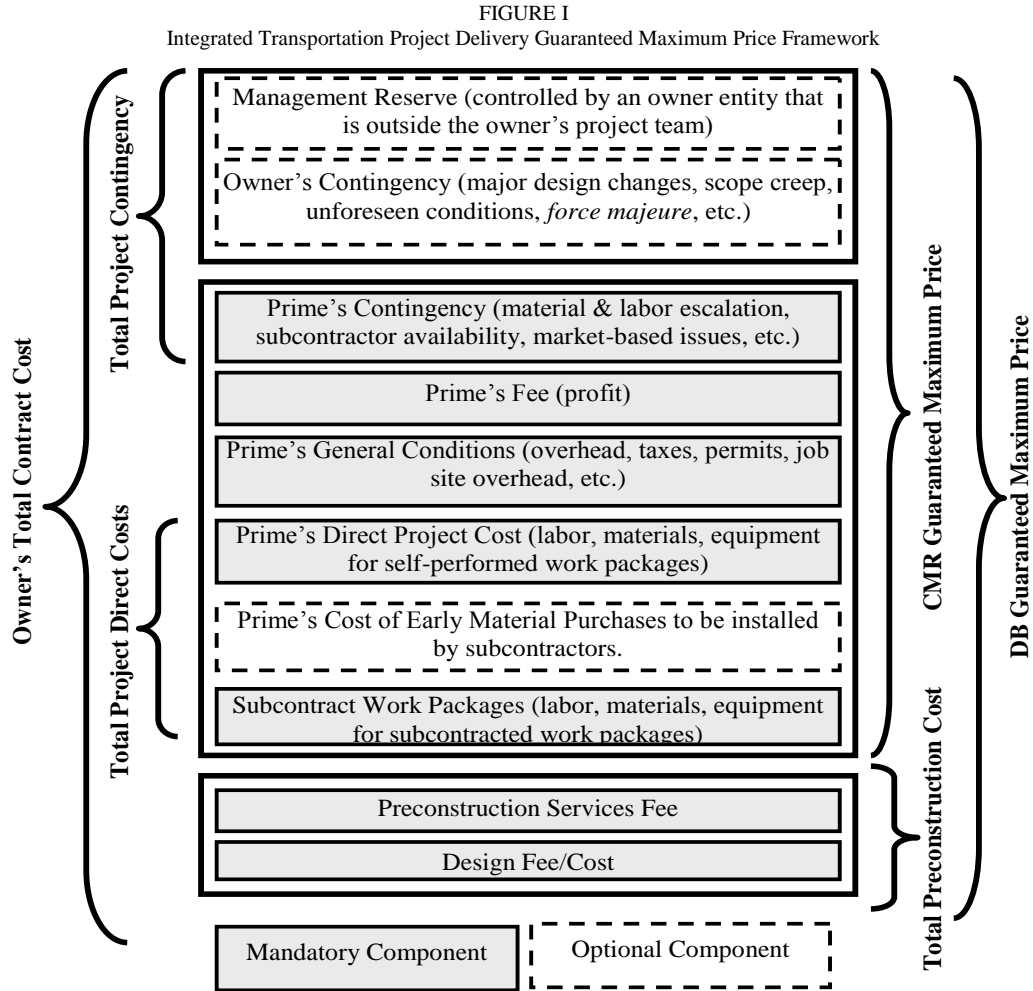 FIGURE I
Integrated Transportation Project Delivery Guaranteed Maximum Price Framework
Owner's Total Contract Cost
Total Project Contingency
Total Project Direct Costs
Management Reserve (controlled by an owner entity that
is outside the owner's project team)
Owner's Contingency (major design changes, scope creep,
unforeseen conditions, force majeure, etc.)
Prime's Contingency (material & labor escalation,
subcontractor availability, market-based issues, etc.)
Prime's Fee (profit)
Prime's General Conditions (overhead, taxes, permits, job
site overhead, etc.)
Prime's Direct Project Cost (labor, materials, equipment
for self-performed work packages)
Prime's Cost of Early Material Purchases to be installed
by subcontractors.
Subcontract Work Packages (labor, materials, equipment
for subcontracted work packages)
Preconstruction Services Fee
Design Fee/Cost
CMR Guaranteed Maximum Price
Total Preconstruction Cost
DB Guaranteed Maximum Price
Mandatory Component
Optional Component